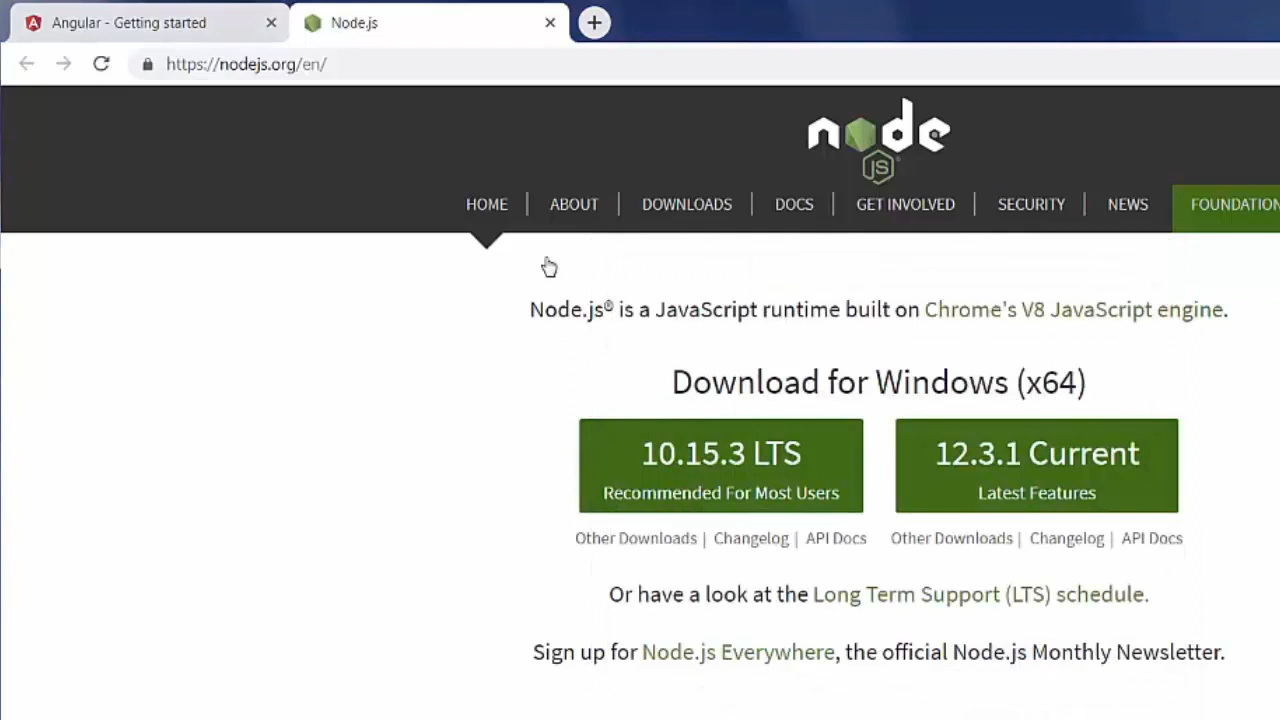 Angular - Getting started
Node.js
https://nodejs.org/en/
node
JS
HOME | ABOUT | DOWNLOADS | DOCS | GET INVOLVED | SECURITY | NEWS FOUNDATION
Node.js® is a JavaScript runtime built on Chrome's V8 JavaScript engine.
Download for Windows (x64)
10.15.3 LTS
Recommended For Most Users
12.3.1 Current
Latest Features
Other Downloads | Changelog | API Docs
Other Downloads | Changelog | API Docs
Or have a look at the Long Term Support (LTS) schedule.
Sign up for Node.js Everywhere, the official Node.js Monthly Newsletter.